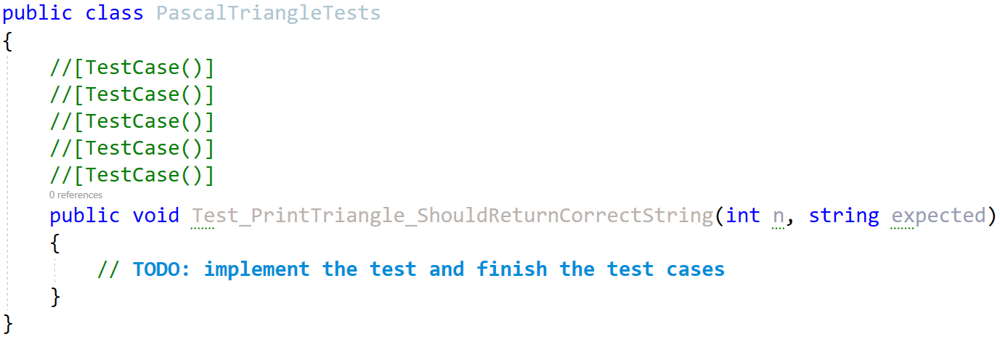 public class PascalTriangleTests
{
//[TestCase()]
//[TestCase()]
//[TestCase()]
//[TestCase()]
//[TestCase()]
0 references
public void Test_PrintTriangle_ShouldReturnCorrectString(int n, string expected)
{
// TODO: implement the test and finish the test cases
}
}